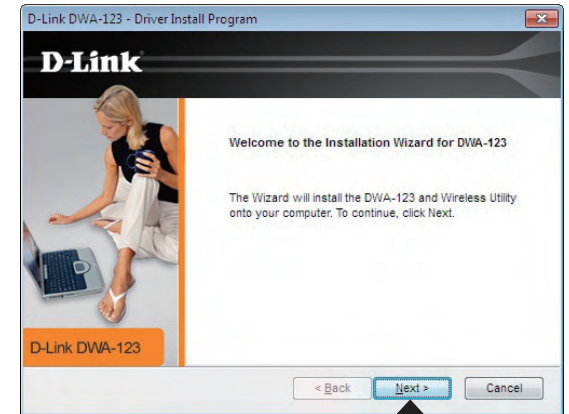 D-Link DWA-123 - Driver Install Program
D-Link
Welcome to the Installation Wizard for DWA-123
The Wizard will install the DWA-123 and Wireless Utility
onto your computer. To continue, click Next.
D-Link DWA-123
< Back Next > Cancel